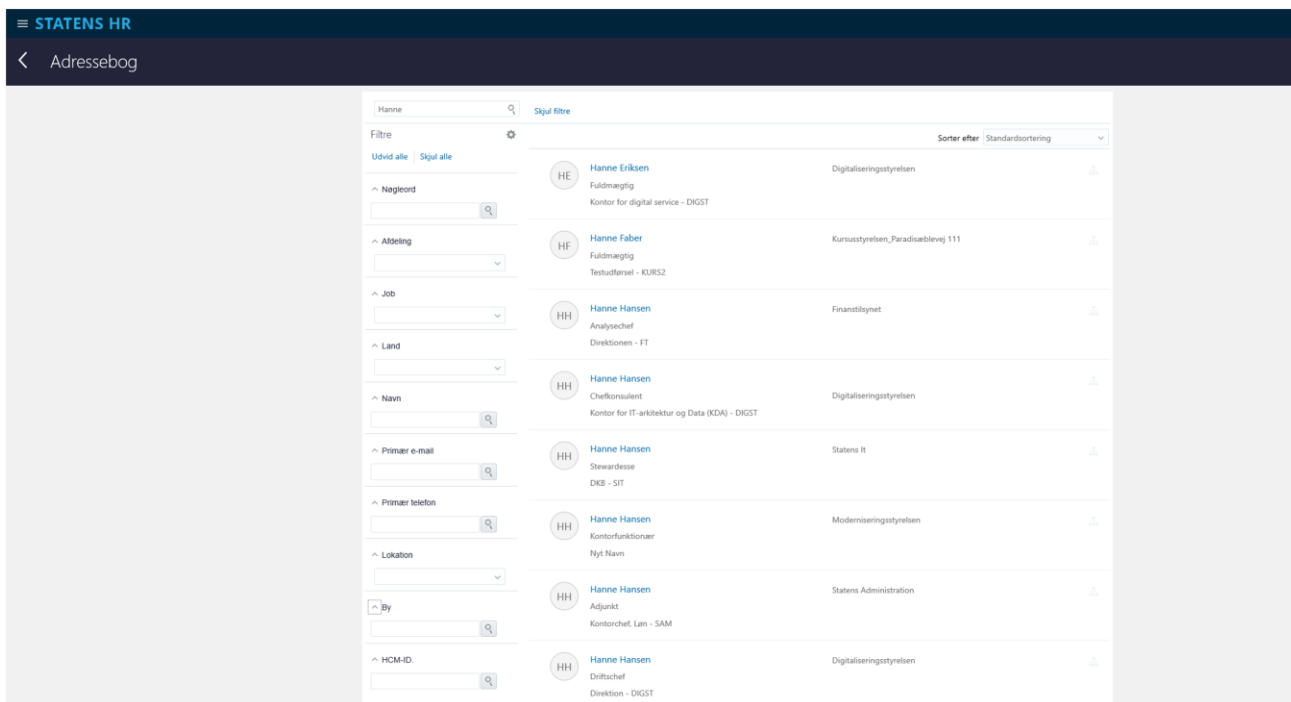 STATENS HR
Adressebog
Hanne
Skjul filtre
Filtre
Sorter efter Standardsortering
Udvid alle Skjul alle
Nøgleord
Afdeling
Job
Land
Navn
Primær e-mail
Primær telefon
Lokation
By
HCM-ID.
HE
Hanne Eriksen
Digitaliseringsstyrelsen
Fuldmægtig
Kontor for digital service - DIGST
HF
Hanne Faber
Kursusstyrelsen_Paradisæblevej 111
Fuldmægtig
Testudførsel - KURS2
HH
Hanne Hansen
Finanstilsynet
Analysechef
Direktionen - FT
HH
Hanne Hansen
Chefkonsulent
Digitaliseringsstyrelsen
Kontor for IT-arkitektur og Data (KDA) - DIGST
HH
Hanne Hansen
Statens It
Stewardesse
DKB - SIT
HH
Hanne Hansen
Moderniseringsstyrelsen
Kontorfunktionær
Nyt Navn
HH
Hanne Hansen
Statens Administration
Adjunkt
Kontorchef, Løn - SAM
HH
Hanne Hansen
Digitaliseringsstyrelsen
Driftschef
Direktion - DIGST